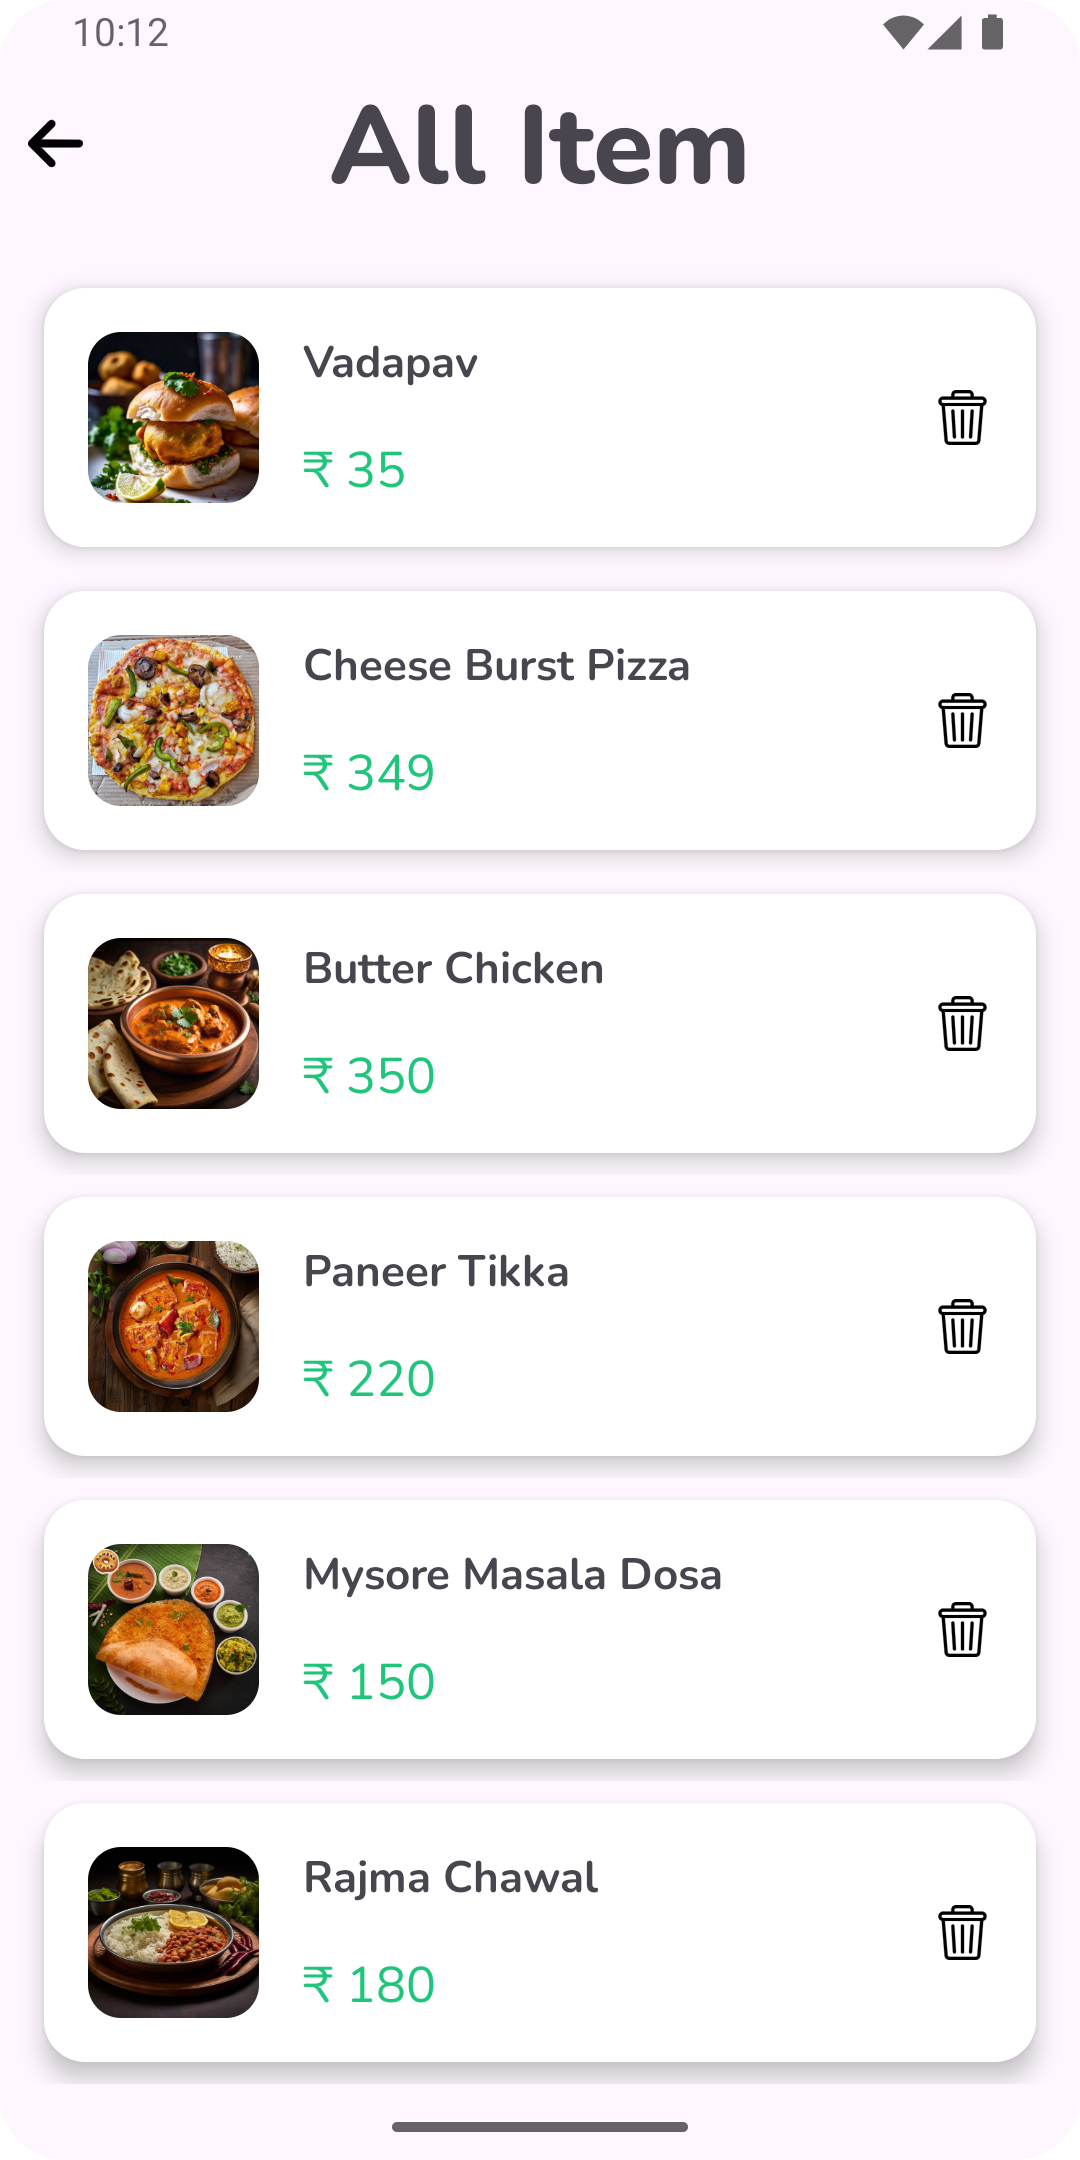 10:12
All Item
Vadapav
₹ 35
Cheese Burst Pizza
₹ 349
Butter Chicken
₹ 350
Paneer Tikka
₹ 220
Mysore Masala Dosa
₹ 150
Rajma Chawal
₹ 180